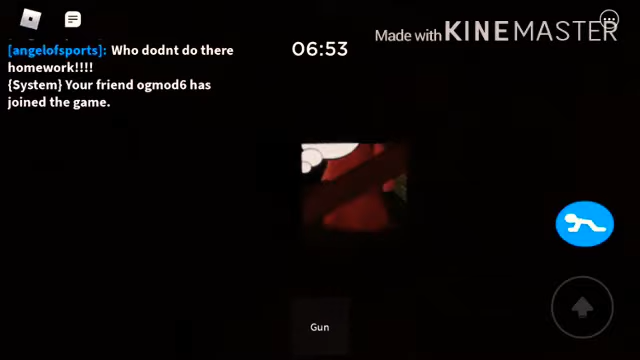 [angelofsports]: Who dodnt do there
homework!!!!
{System} Your friend ogmod6 has
joined the game.
06:53
Made with KINEMASTER
Gun